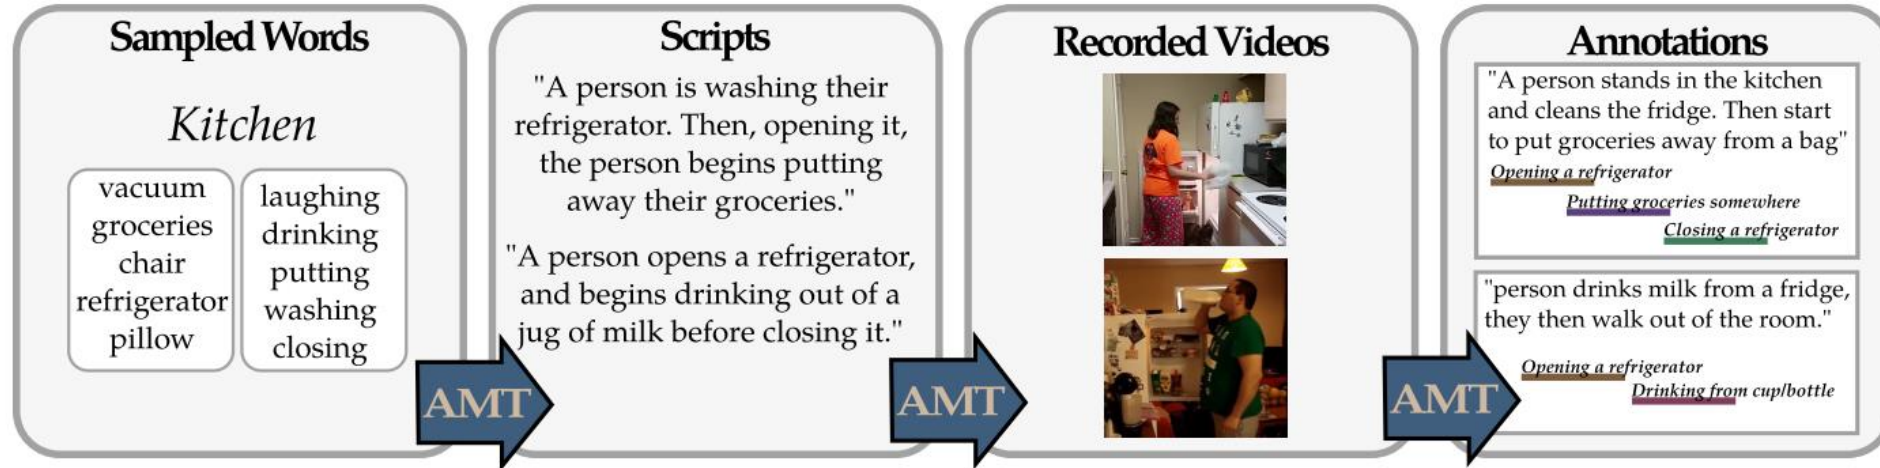 Sampled Words
Kitchen
vacuum
groceries
chair
refrigerator
pillow
laughing
drinking
putting
washing
closing
AMT
Scripts
"A person is washing their
refrigerator. Then, opening it,
the person begins putting
away their groceries."
"A person opens a refrigerator,
and begins drinking out of a
jug of milk before closing it."
AMT
Recorded Videos
AMT
Annotations
"A person stands in the kitchen
and cleans the fridge. Then start
to put groceries away from a bag"
Opening a refrigerator
Putting groceries somewhere
Closing a refrigerator
"person drinks milk from a fridge,
they then walk out of the room."
Opening a refrigerator
Drinking from cup/bottle